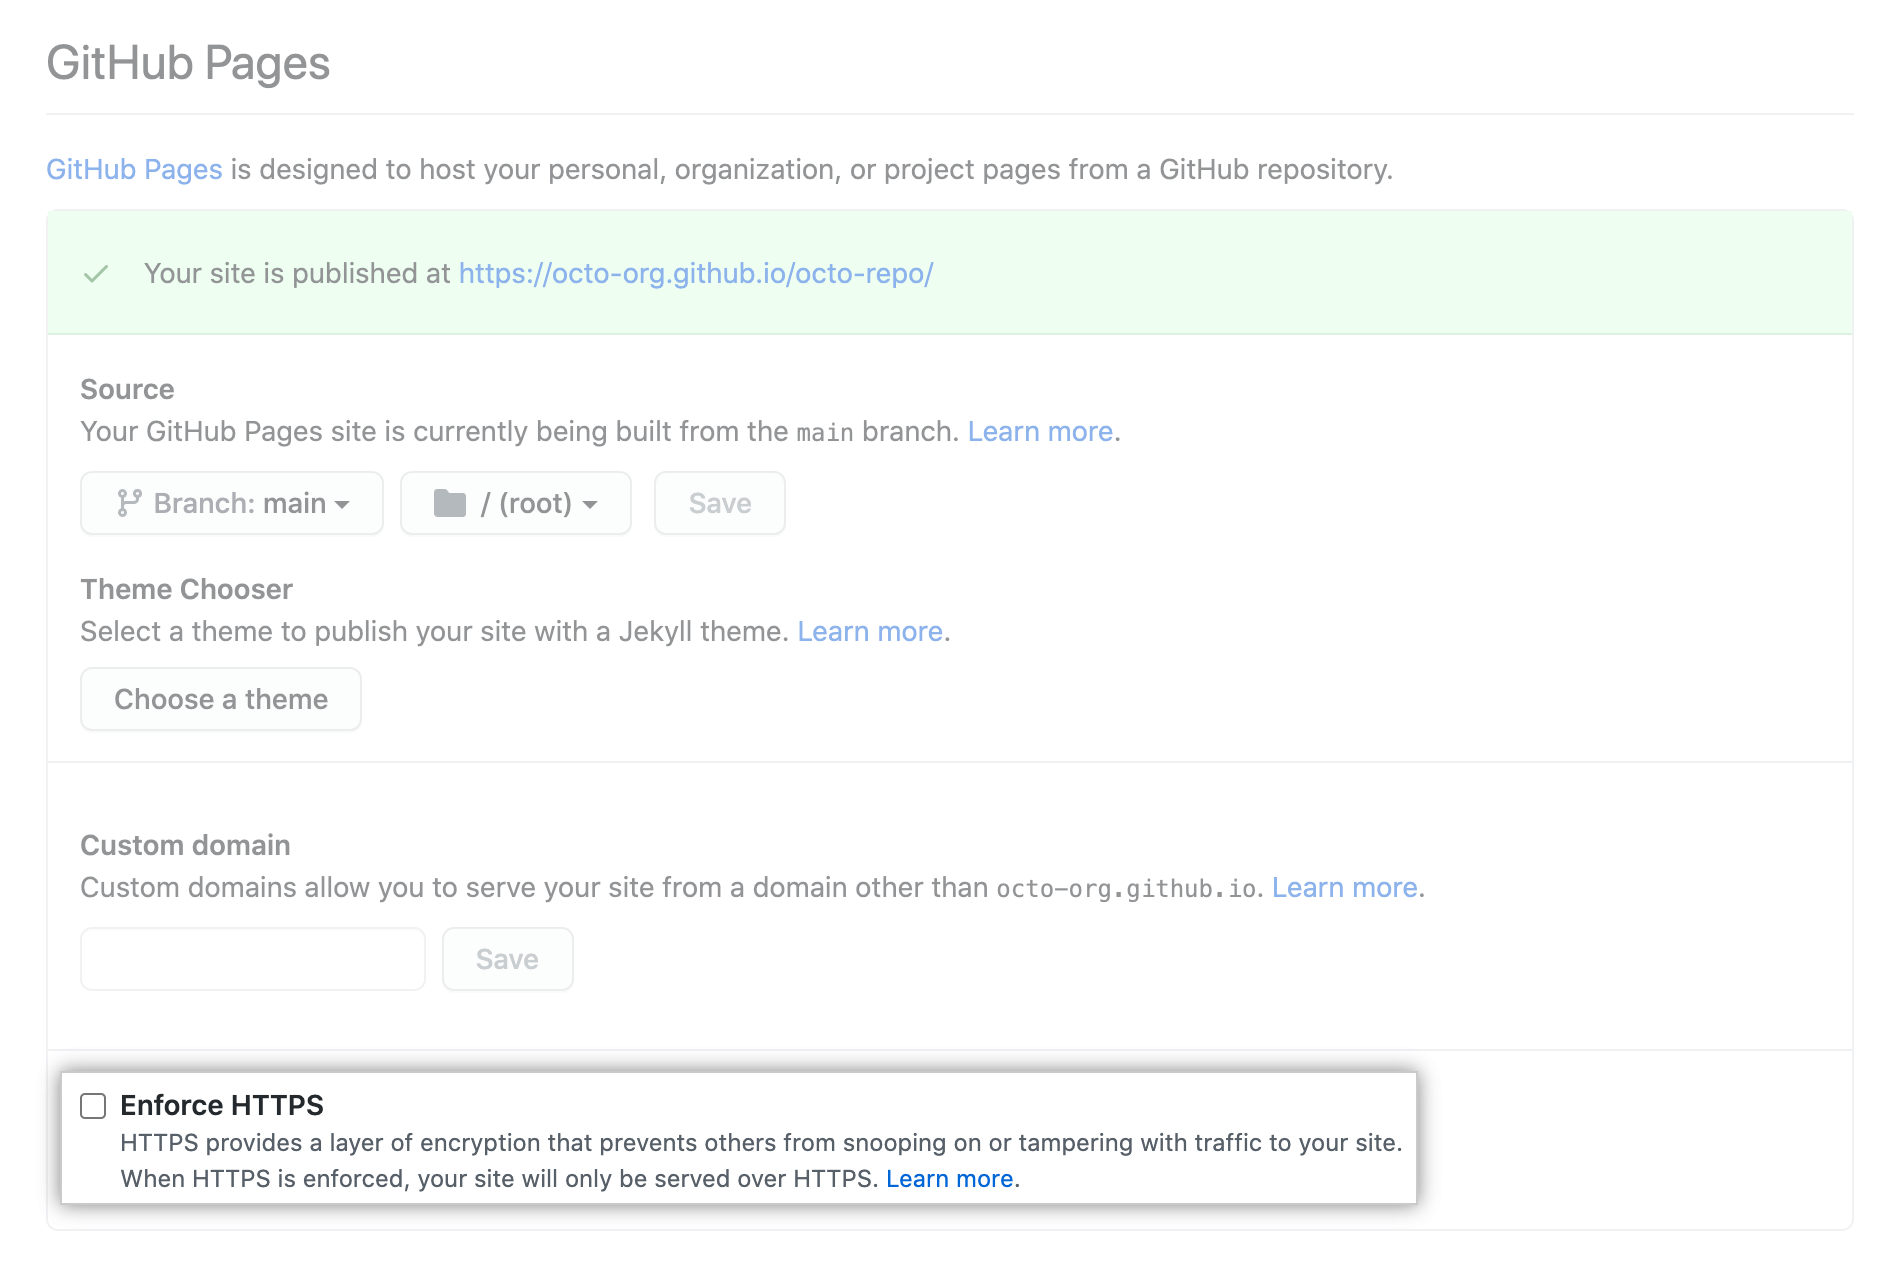 GitHub Pages
GitHub Pages is designed to host your personal, organization, or project pages from a GitHub repository.
Your site is published at https://octo-org.github.io/octo-repo/
Source
Your GitHub Pages site is currently being built from the main branch. Learn more.
Branch: main / (root) Save
Theme Chooser
Select a theme to publish your site with a Jekyll theme. Learn more.
Choose a theme
Custom domain
Custom domains allow you to serve your site from a domain other than octo-org.github.io. Learn more.
Save
Enforce HTTPS
HTTPS provides a layer of encryption that prevents others from snooping on or tampering with traffic to your site.
When HTTPS is enforced, your site will only be served over HTTPS. Learn more.